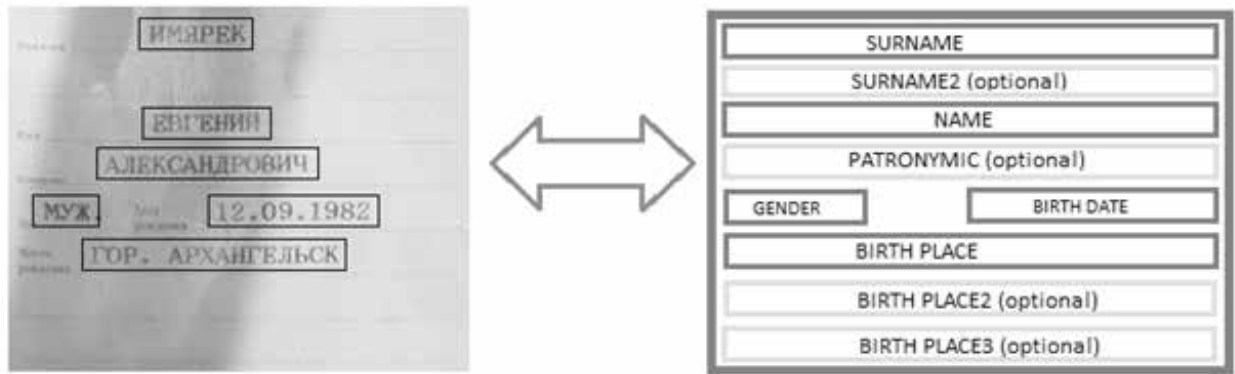 ИМЯРЕК
ЕВГЕНИЙ
АЛЕКСАНДРОВИЧ
МУЖ. 12.09.1982
ГОР. АРХАНГЕЛЬСК
SURNAME
SURNAME2 (optional)
NAME
PATRONYMIC (optional)
GENDER BIRTH DATE
BIRTH PLACE
BIRTH PLACE2 (optional)
BIRTH PLACE3 (optional)